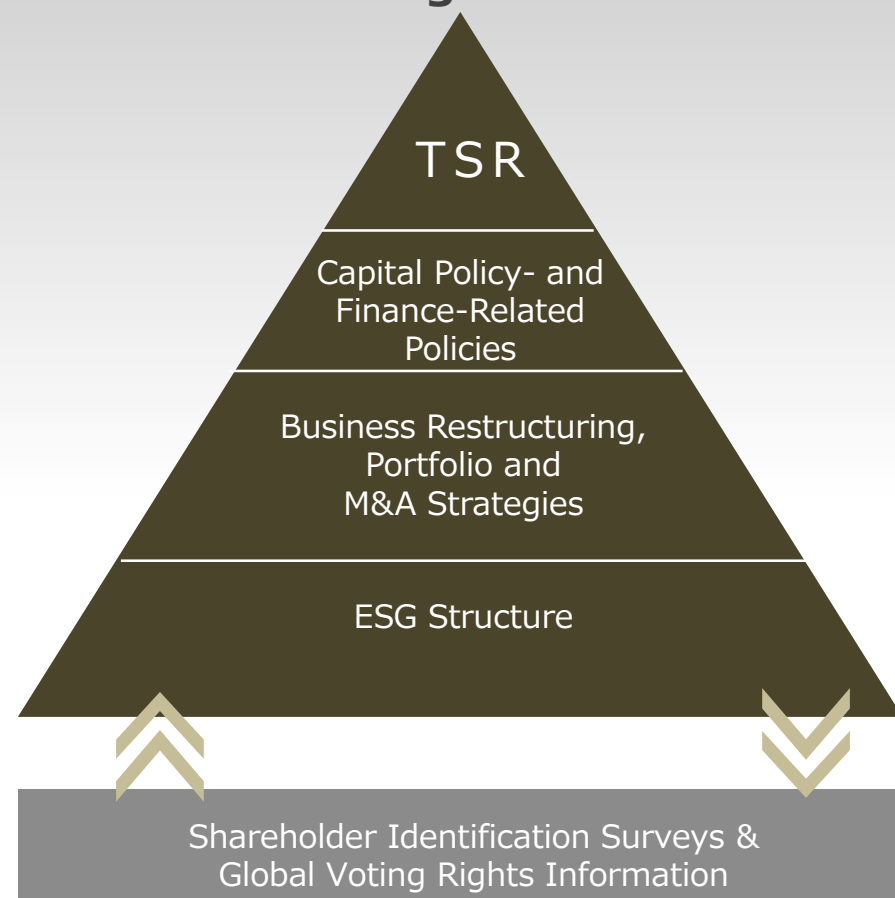 TSR
Capital Policy- and
Finance-Related
Policies
Business Restructuring,
Portfolio and
M&A Strategies
ESG Structure
Shareholder Identification Surveys &
Global Voting Rights Information